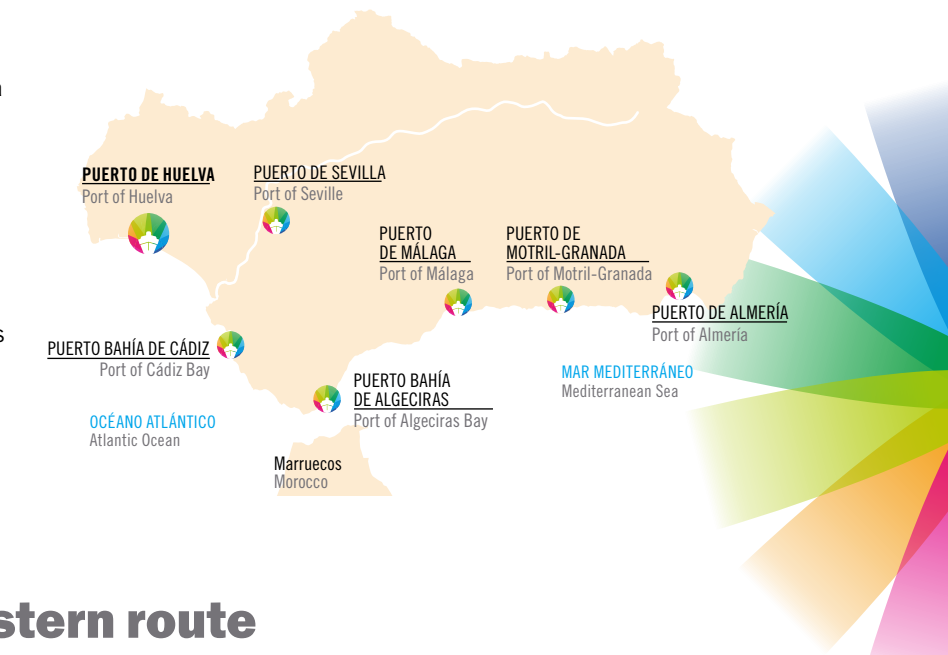 PUERTO DE HUELVA
Port of Huelva
PUERTO DE SEVILLA
Port of Seville
PUERTO
DE MÁLAGA
Port of Málaga
PUERTO DE
MOTRIL-GRANADA
Port of Motril-Granada
PUERTO DE ALMERÍA
Port of Almería
PUERTO BAHÍA DE CÁDIZ
Port of Cádiz Bay
MAR MEDITERRÁNEO
Mediterranean Sea
PUERTO BAHÍA
DE ALGECIRAS
Port of Algeciras Bay
OCÉANO ATLÁNTICO
Atlantic Ocean
Marruecos
Morocco
stern route